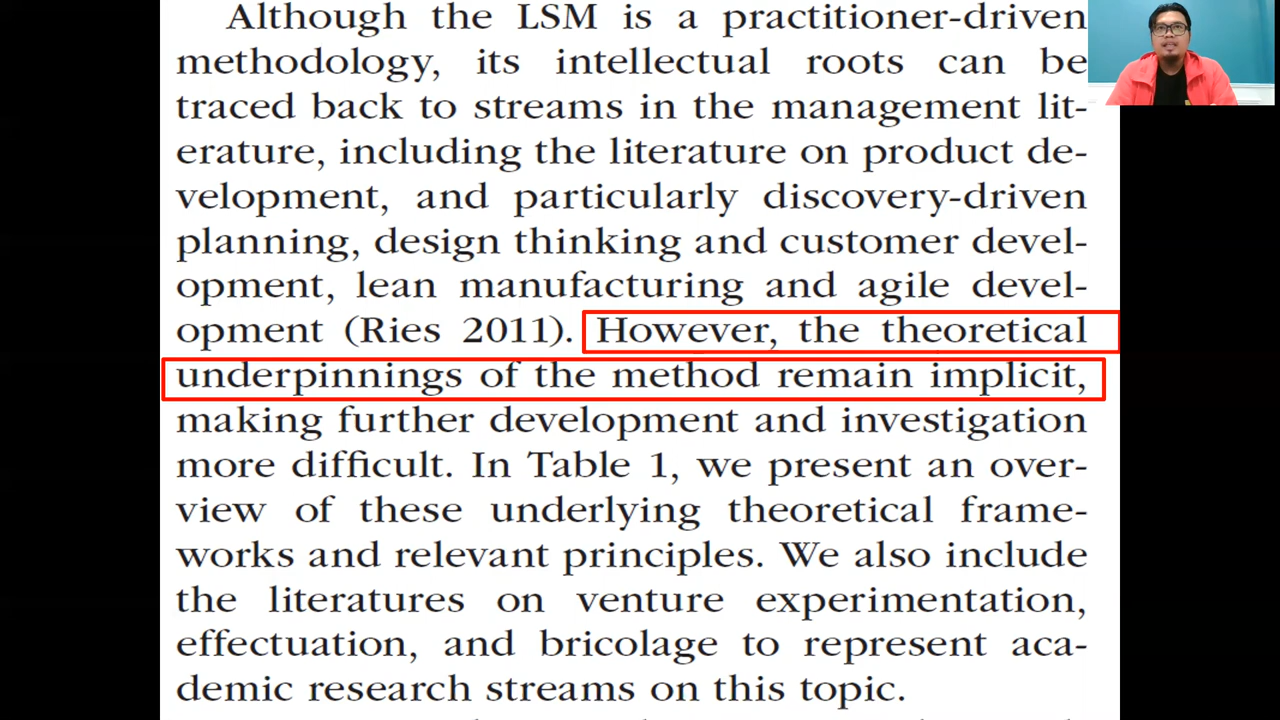 Although the LSM is a practitioner-driven
methodology, its intellectual roots can be
traced back to streams in the management lit-
erature, including the literature on product de-
velopment, and particularly discovery-driven
planning, design thinking and customer devel-
opment, lean manufacturing and agile devel-
opment (Ries 2011). However, the theoretical
underpinnings of the method remain implicit,
making further development and investigation
more difficult. In Table 1, we present an over-
view of these underlying theoretical frame-
works and relevant principles. We also include
the literatures on venture experimentation,
effectuation, and bricolage to represent aca-
demic research streams on this topic.